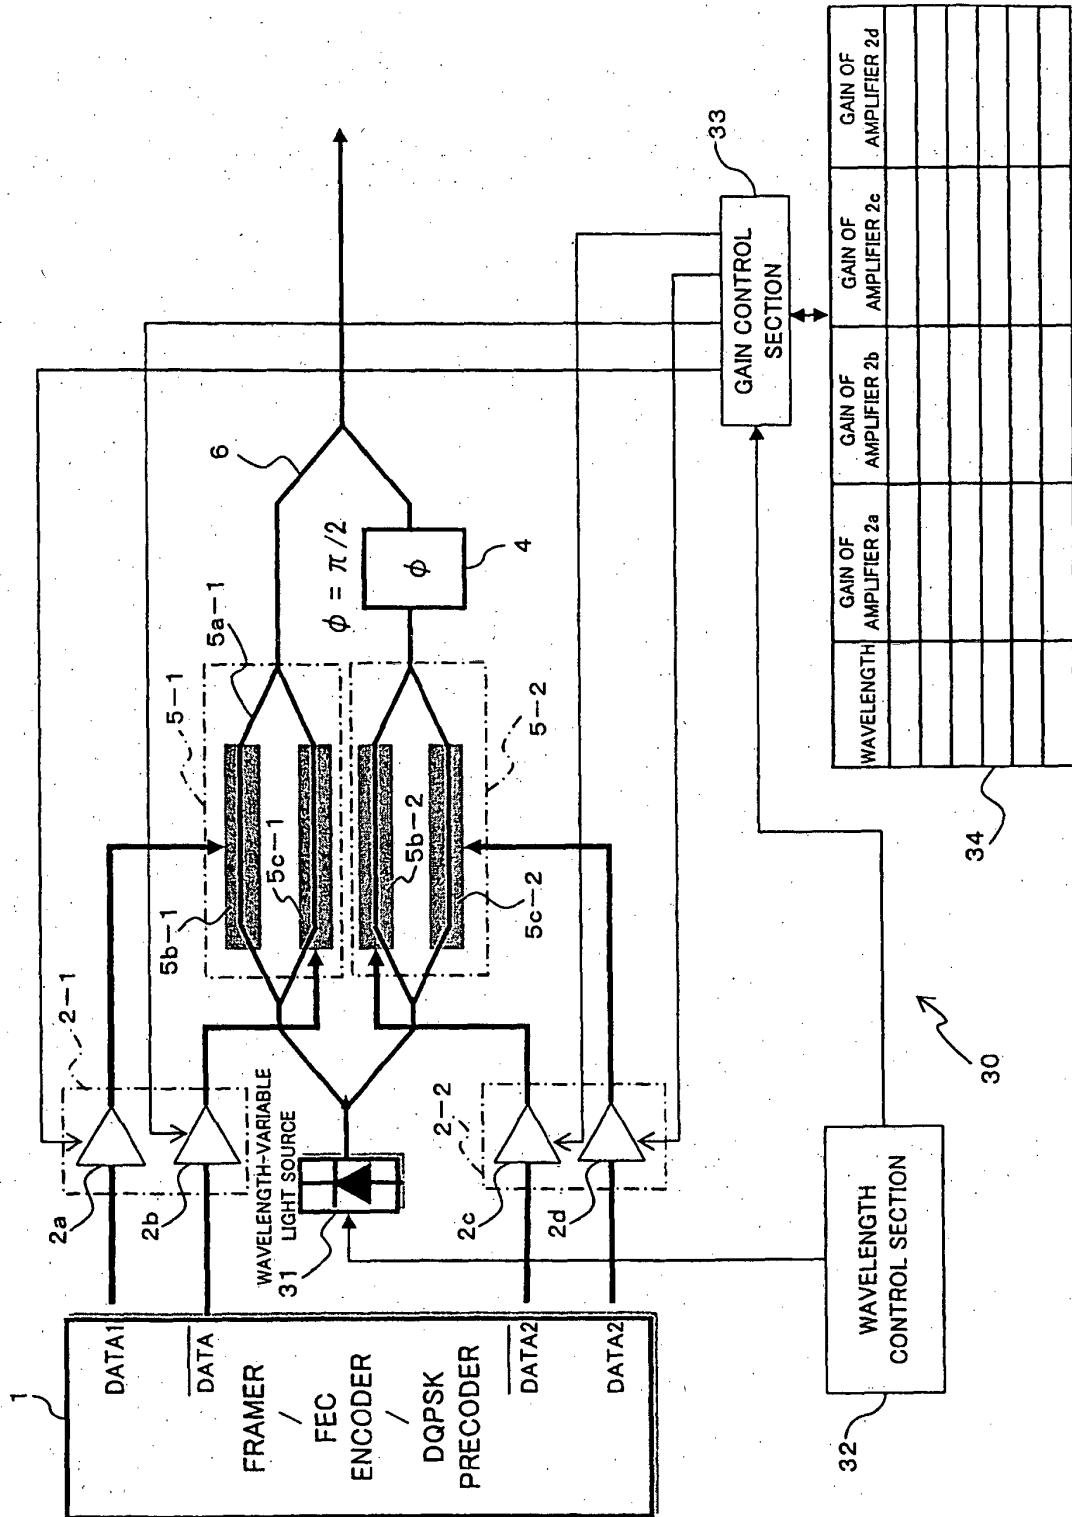 1
FRAMER
/
FEC
ENCODER
/
DQPSK
PRECODER
DATA1
DATA
DATA2
DATA2
2a
2b
2-1
WAVELENGTH-VARIABLE
LIGHT SOURCE
31
2-2
2c
2d
5b-1
5c-1
5-1
5a-1
5b-2
5c-2
5-2
φ = π/2
φ
4
6
30
WAVELENGTH
CONTROL SECTION
32
GAIN CONTROL
SECTION
33
34
WAVELENGTH
GAIN OF
AMPLIFIER 2a
GAIN OF
AMPLIFIER 2b
GAIN OF
AMPLIFIER 2c
GAIN OF
AMPLIFIER 2d